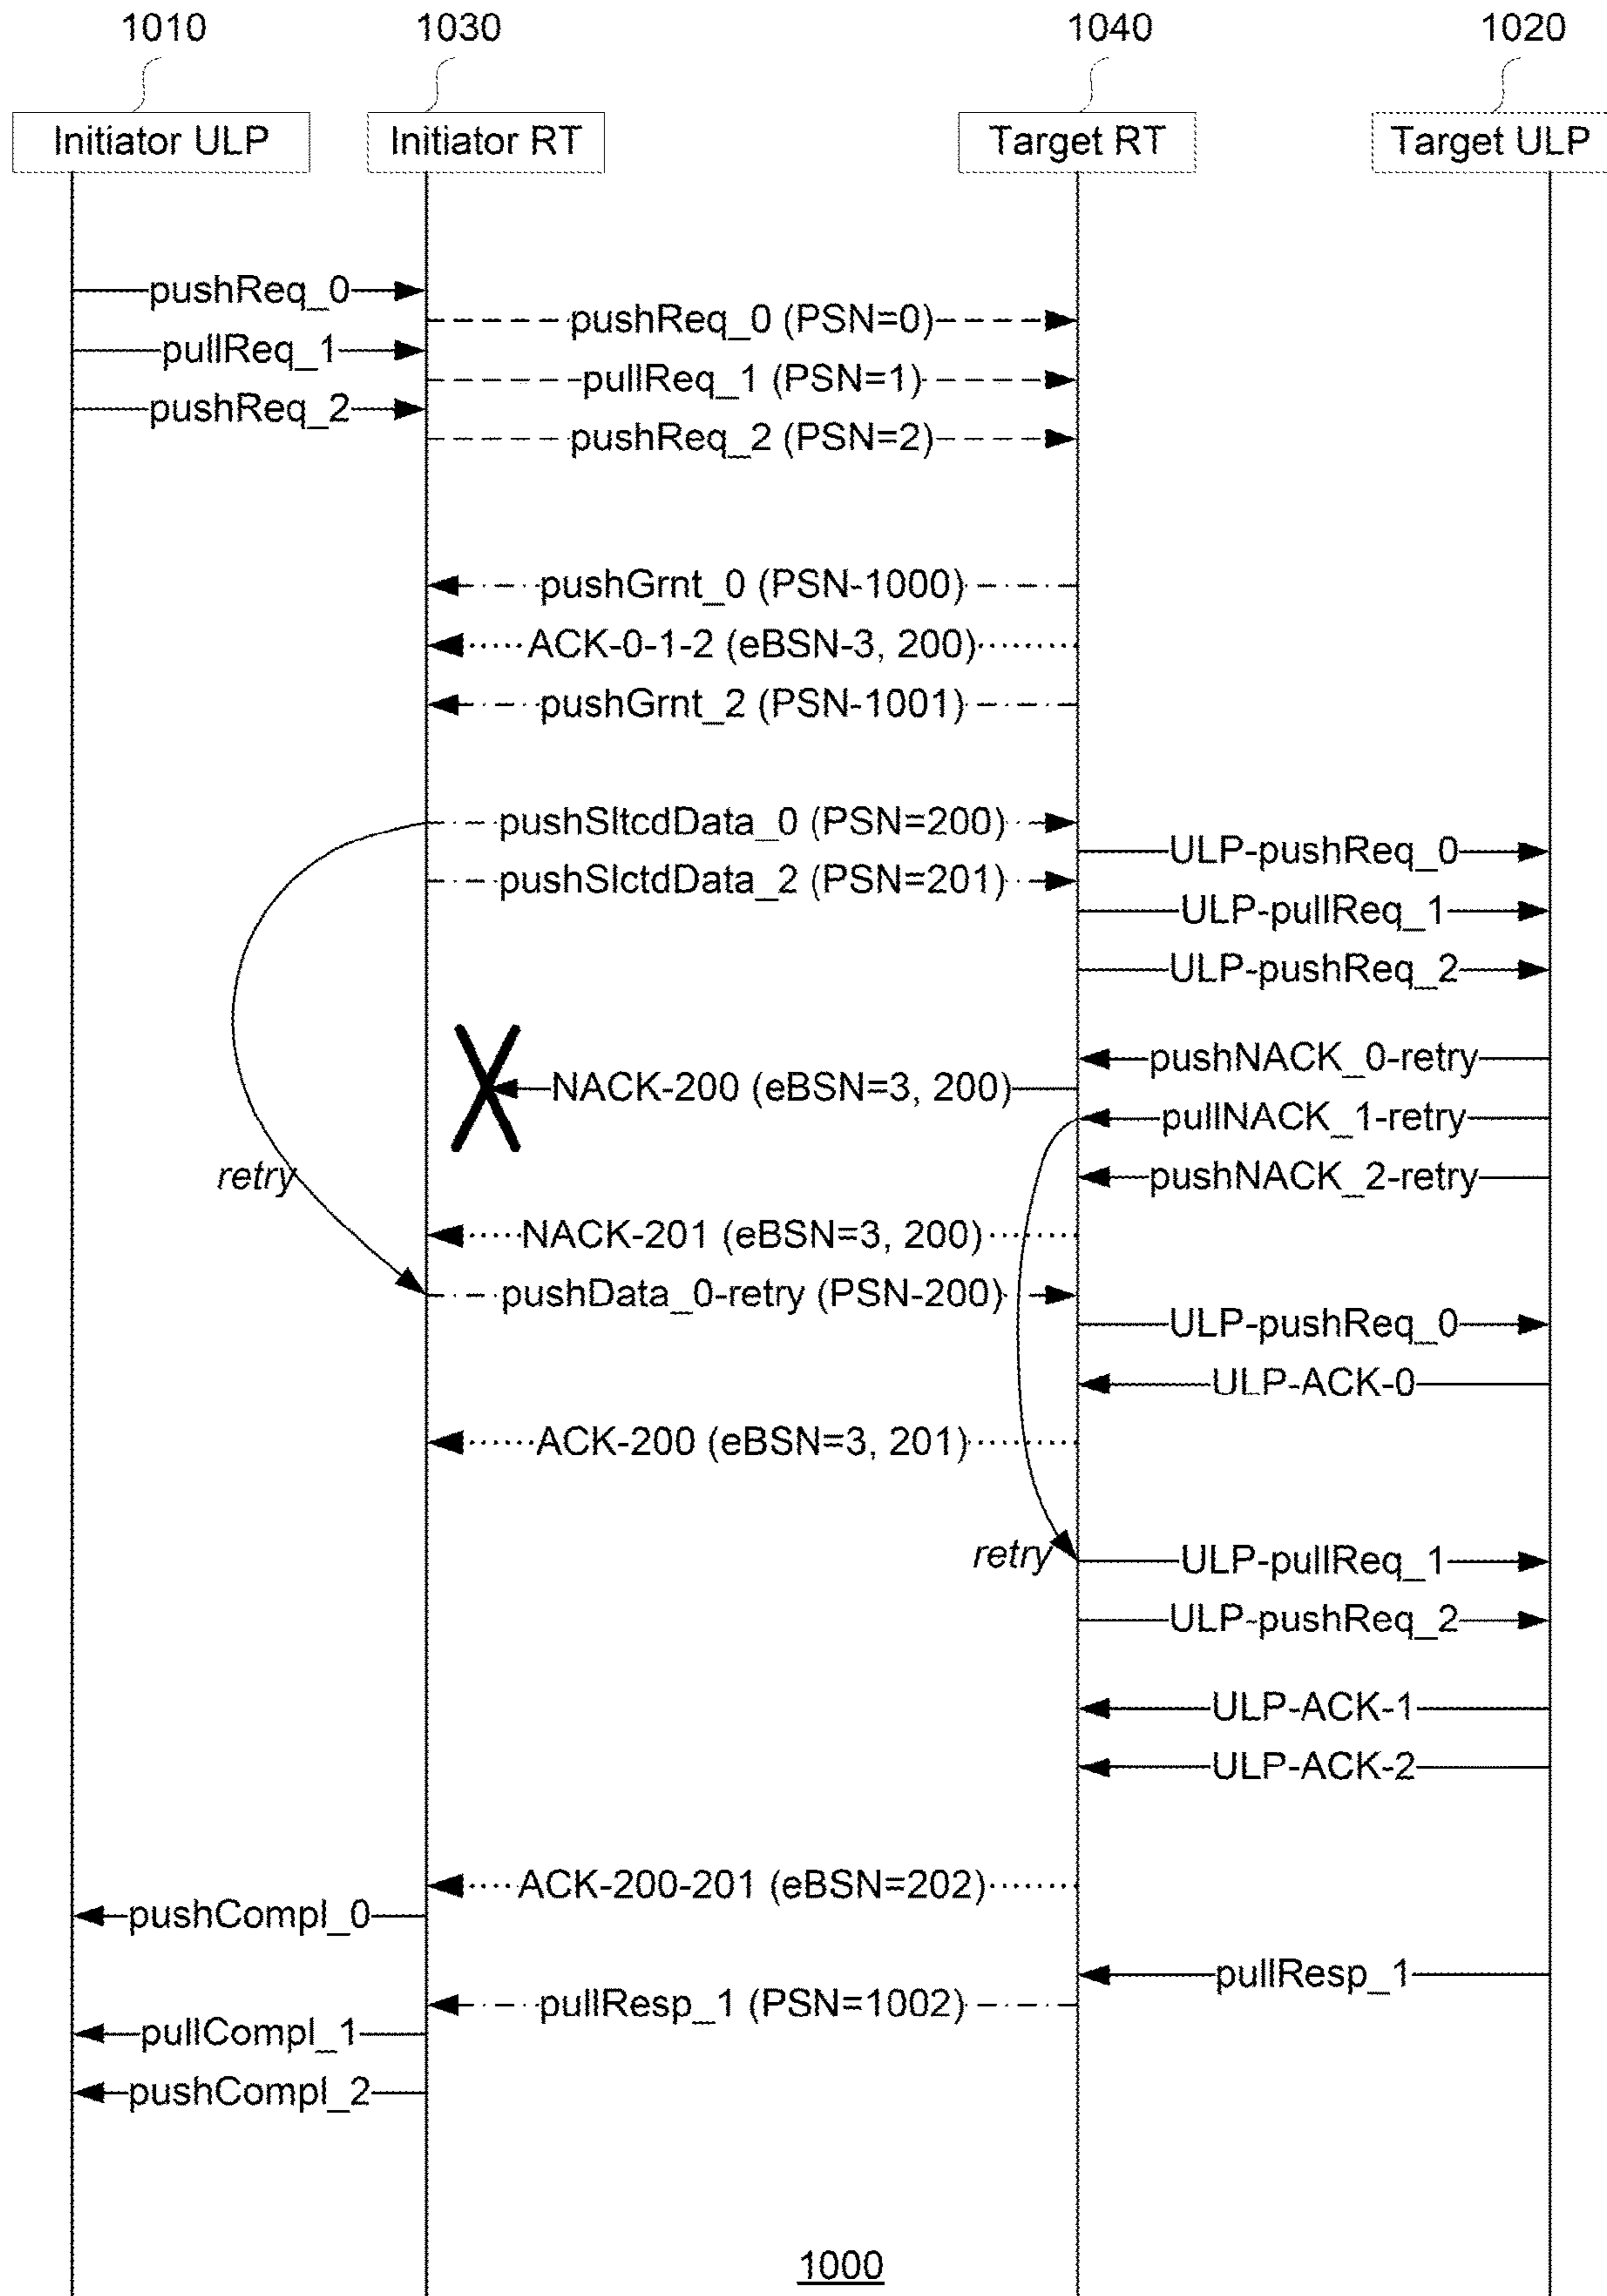 1010 1030 1040 1020
Initiator ULP Initiator RT Target RT Target ULP
pushReq_0
pushReq_0 (PSN=0)
pullReq_1
pullReq_1 (PSN=1)
pushReq_2
pushReq_2 (PSN=2)
pushGrnt_0 (PSN-1000)
ACK-0-1-2 (eBSN-3, 200)
pushGrnt_2 (PSN-1001)
pushSltcdData_0 (PSN=200)
ULP-pushReq_0
pushSlctdData_2 (PSN=201)
ULP-pullReq_1
ULP-pushReq_2
pushNACK_0-retry
NACK-200 (eBSN=3, 200)
pullNACK_1-retry
retry
pushNACK_2-retry
NACK-201 (eBSN=3, 200)
pushData_0-retry (PSN-200)
ULP-pushReq_0
ULP-ACK-0
ACK-200 (eBSN=3, 201)
retry
ULP-pullReq_1
ULP-pushReq_2
ULP-ACK-1
ULP-ACK-2
ACK-200-201 (eBSN=202)
pushCompl_0
pullResp_1
pullResp_1 (PSN=1002)
pullCompl_1
pushCompl_2
1000